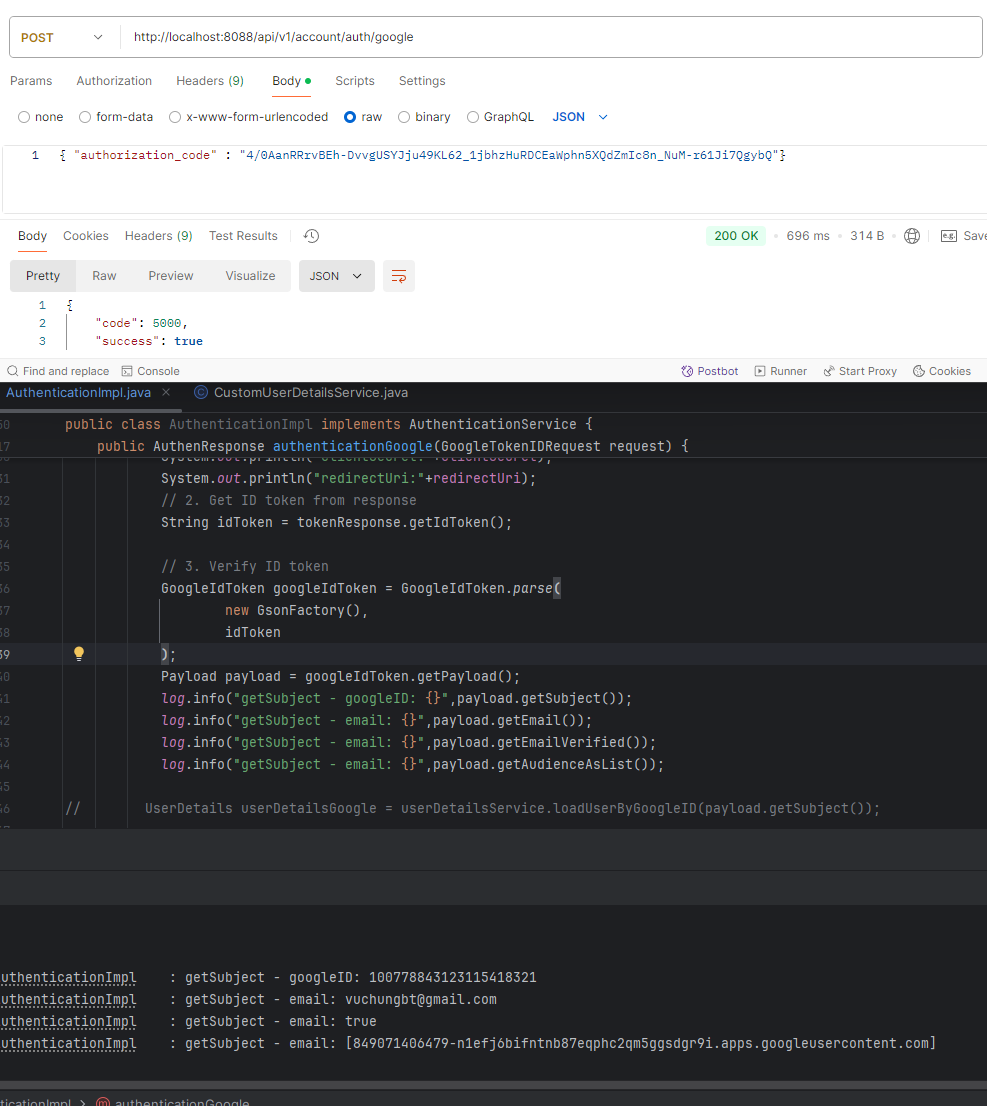 POST http://localhost:8088/api/v1/account/auth/google
Params Authorization Headers (9) Body Scripts Settings
none form-data x-www-form-urlencoded raw binary GraphQL JSON
1 { "authorization_code" : "4/0AanRRrvBEh-DvvgUSYJju49KL62_1jbhzHuRDCEaWphn5XQdZmIc8n_NuM-r61Ji7QgybQ"}
Body Cookies Headers (9) Test Results 200 OK 696 ms 314 B e.g. Save
Pretty Raw Preview Visualize JSON
1 {
2 "code": 5000,
3 "success": true
Find and replace Console Postbot Runner Start Proxy Cookies
AuthenticationImpl.java CustomUserDetailsService.java
50 public class AuthenticationImpl implements AuthenticationService {
17 public AuthenResponse authenticationGoogle(GoogleTokenIDRequest request) {
31 System.out.println("redirectUri:"+redirectUri);
32 // 2. Get ID token from response
33 String idToken = tokenResponse.getIdToken();
34
35 // 3. Verify ID token
36 GoogleIdToken googleIdToken = GoogleIdToken.parse(
37 new GsonFactory(),
38 idToken
39 );
40 Payload payload = googleIdToken.getPayload();
41 log.info("getSubject - googleID: {}",payload.getSubject());
42 log.info("getSubject - email: {}",payload.getEmail());
43 log.info("getSubject - email: {}",payload.getEmailVerified());
44 log.info("getSubject - email: {}",payload.getAudienceAsList());
45
46 // UserDetails userDetailsGoogle = userDetailsService.loadUserByGoogleID(payload.getSubject());
uthenticationImpl : getSubject - googleID: 100778843123115418321
uthenticationImpl : getSubject - email: vuchungbt@gmail.com
uthenticationImpl : getSubject - email: true
uthenticationImpl : getSubject - email: [849071406479-n1efj6bifntnb87eqphc2qm5ggsdgr9i.apps.googleusercontent.com]
ticationImpl > m authenticationGoogle